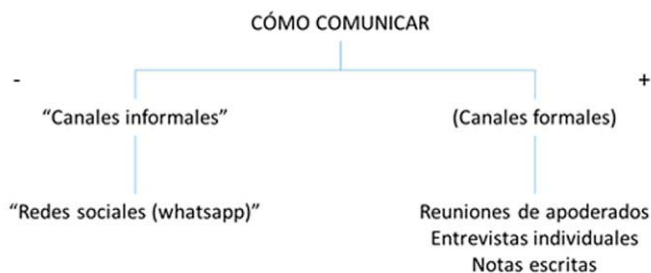 CÓMO COMUNICAR
-
+
“Canales informales”
(Canales formales)
“Redes sociales (whatsapp)”
Reuniones de apoderados
Entrevistas individuales
Notas escritas